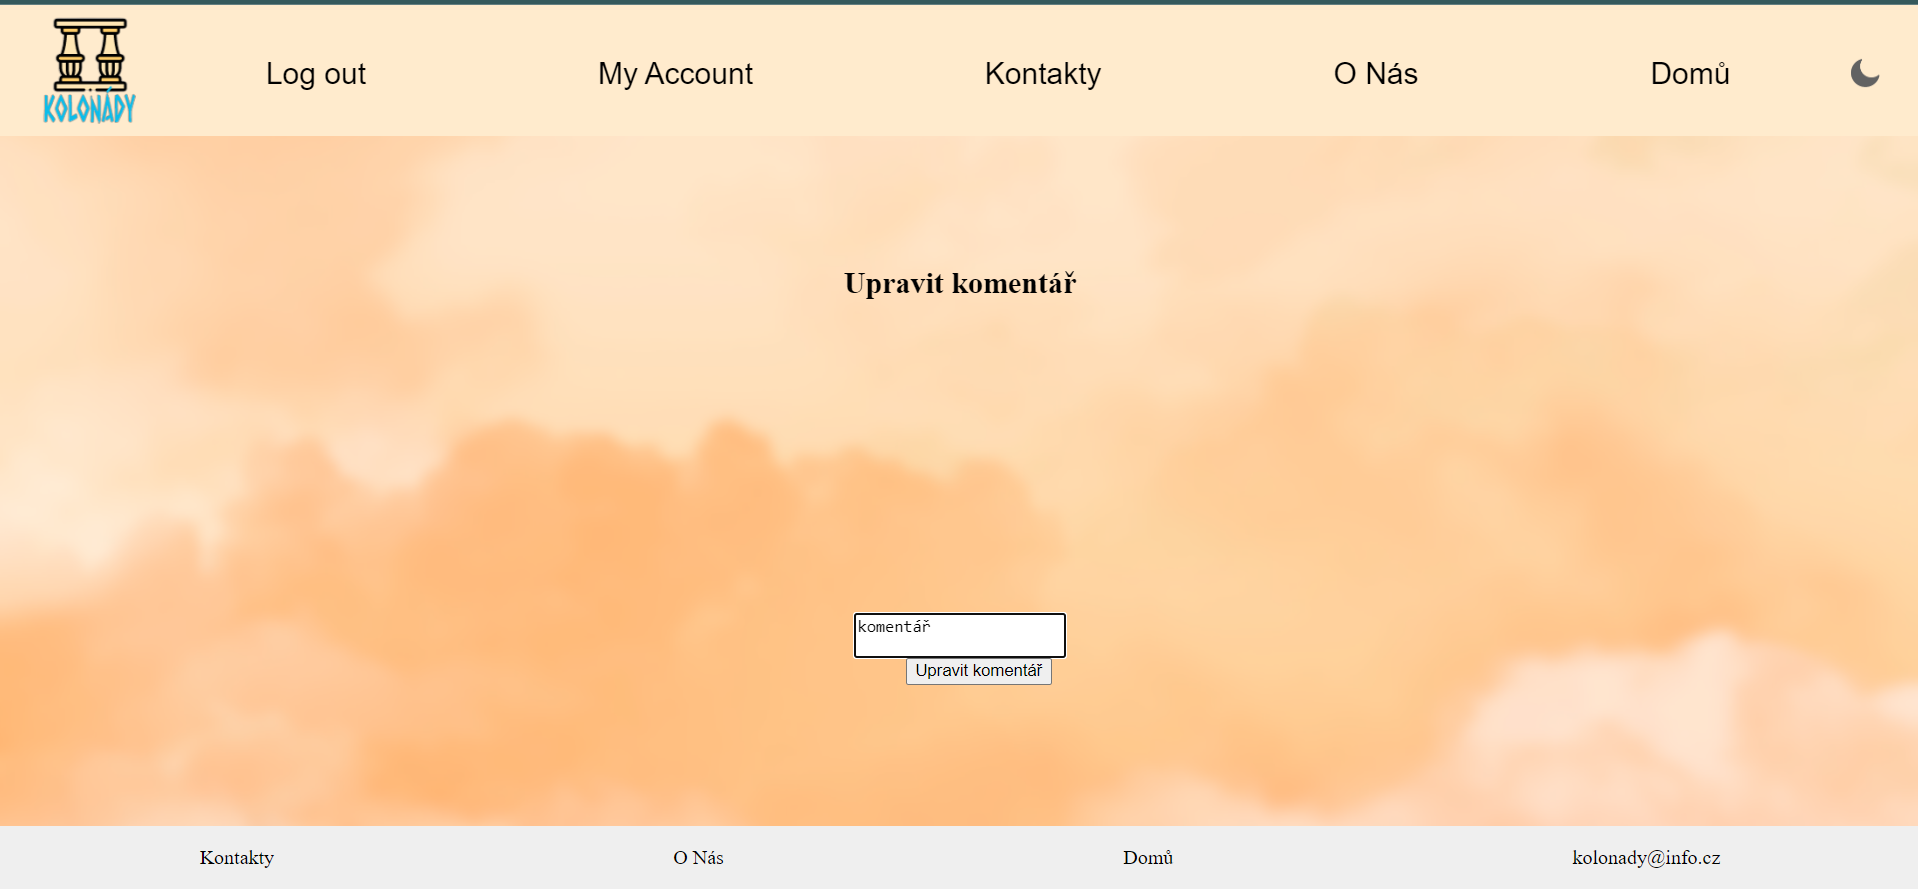 KOLONÁDY
Log out
My Account
Kontakty
O Nás
Domů
Upravit komentář
komentář
Upravit komentář
Kontakty
O Nás
Domů
kolonady@info.cz